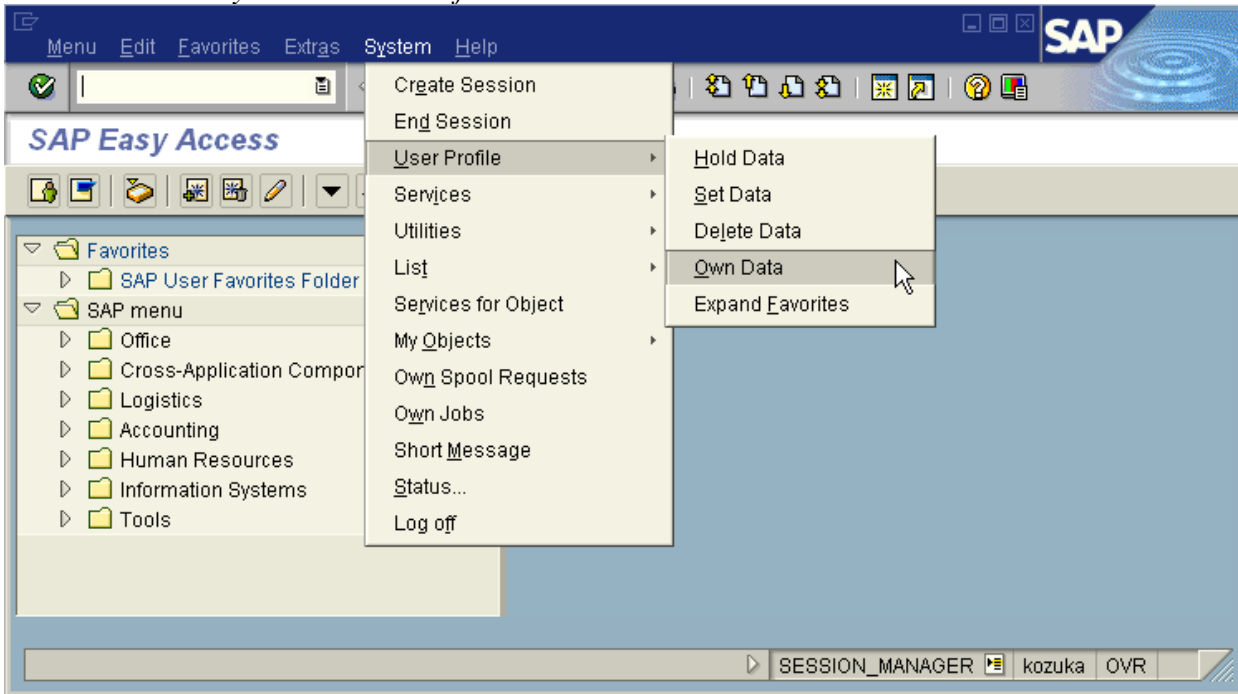 Menu Edit Favorites Extras System Help
SAP
SAP Easy Access
Create Session
End Session
User Profile
Services
Utilities
List
Services for Object
My Objects
Own Spool Requests
Own Jobs
Short Message
Status...
Log off
Hold Data
Set Data
Delete Data
Own Data
Expand Favorites
Favorites
SAP User Favorites Folder
SAP menu
Office
Cross-Application Compor
Logistics
Accounting
Human Resources
Information Systems
Tools
SESSION_MANAGER kozuka OVR